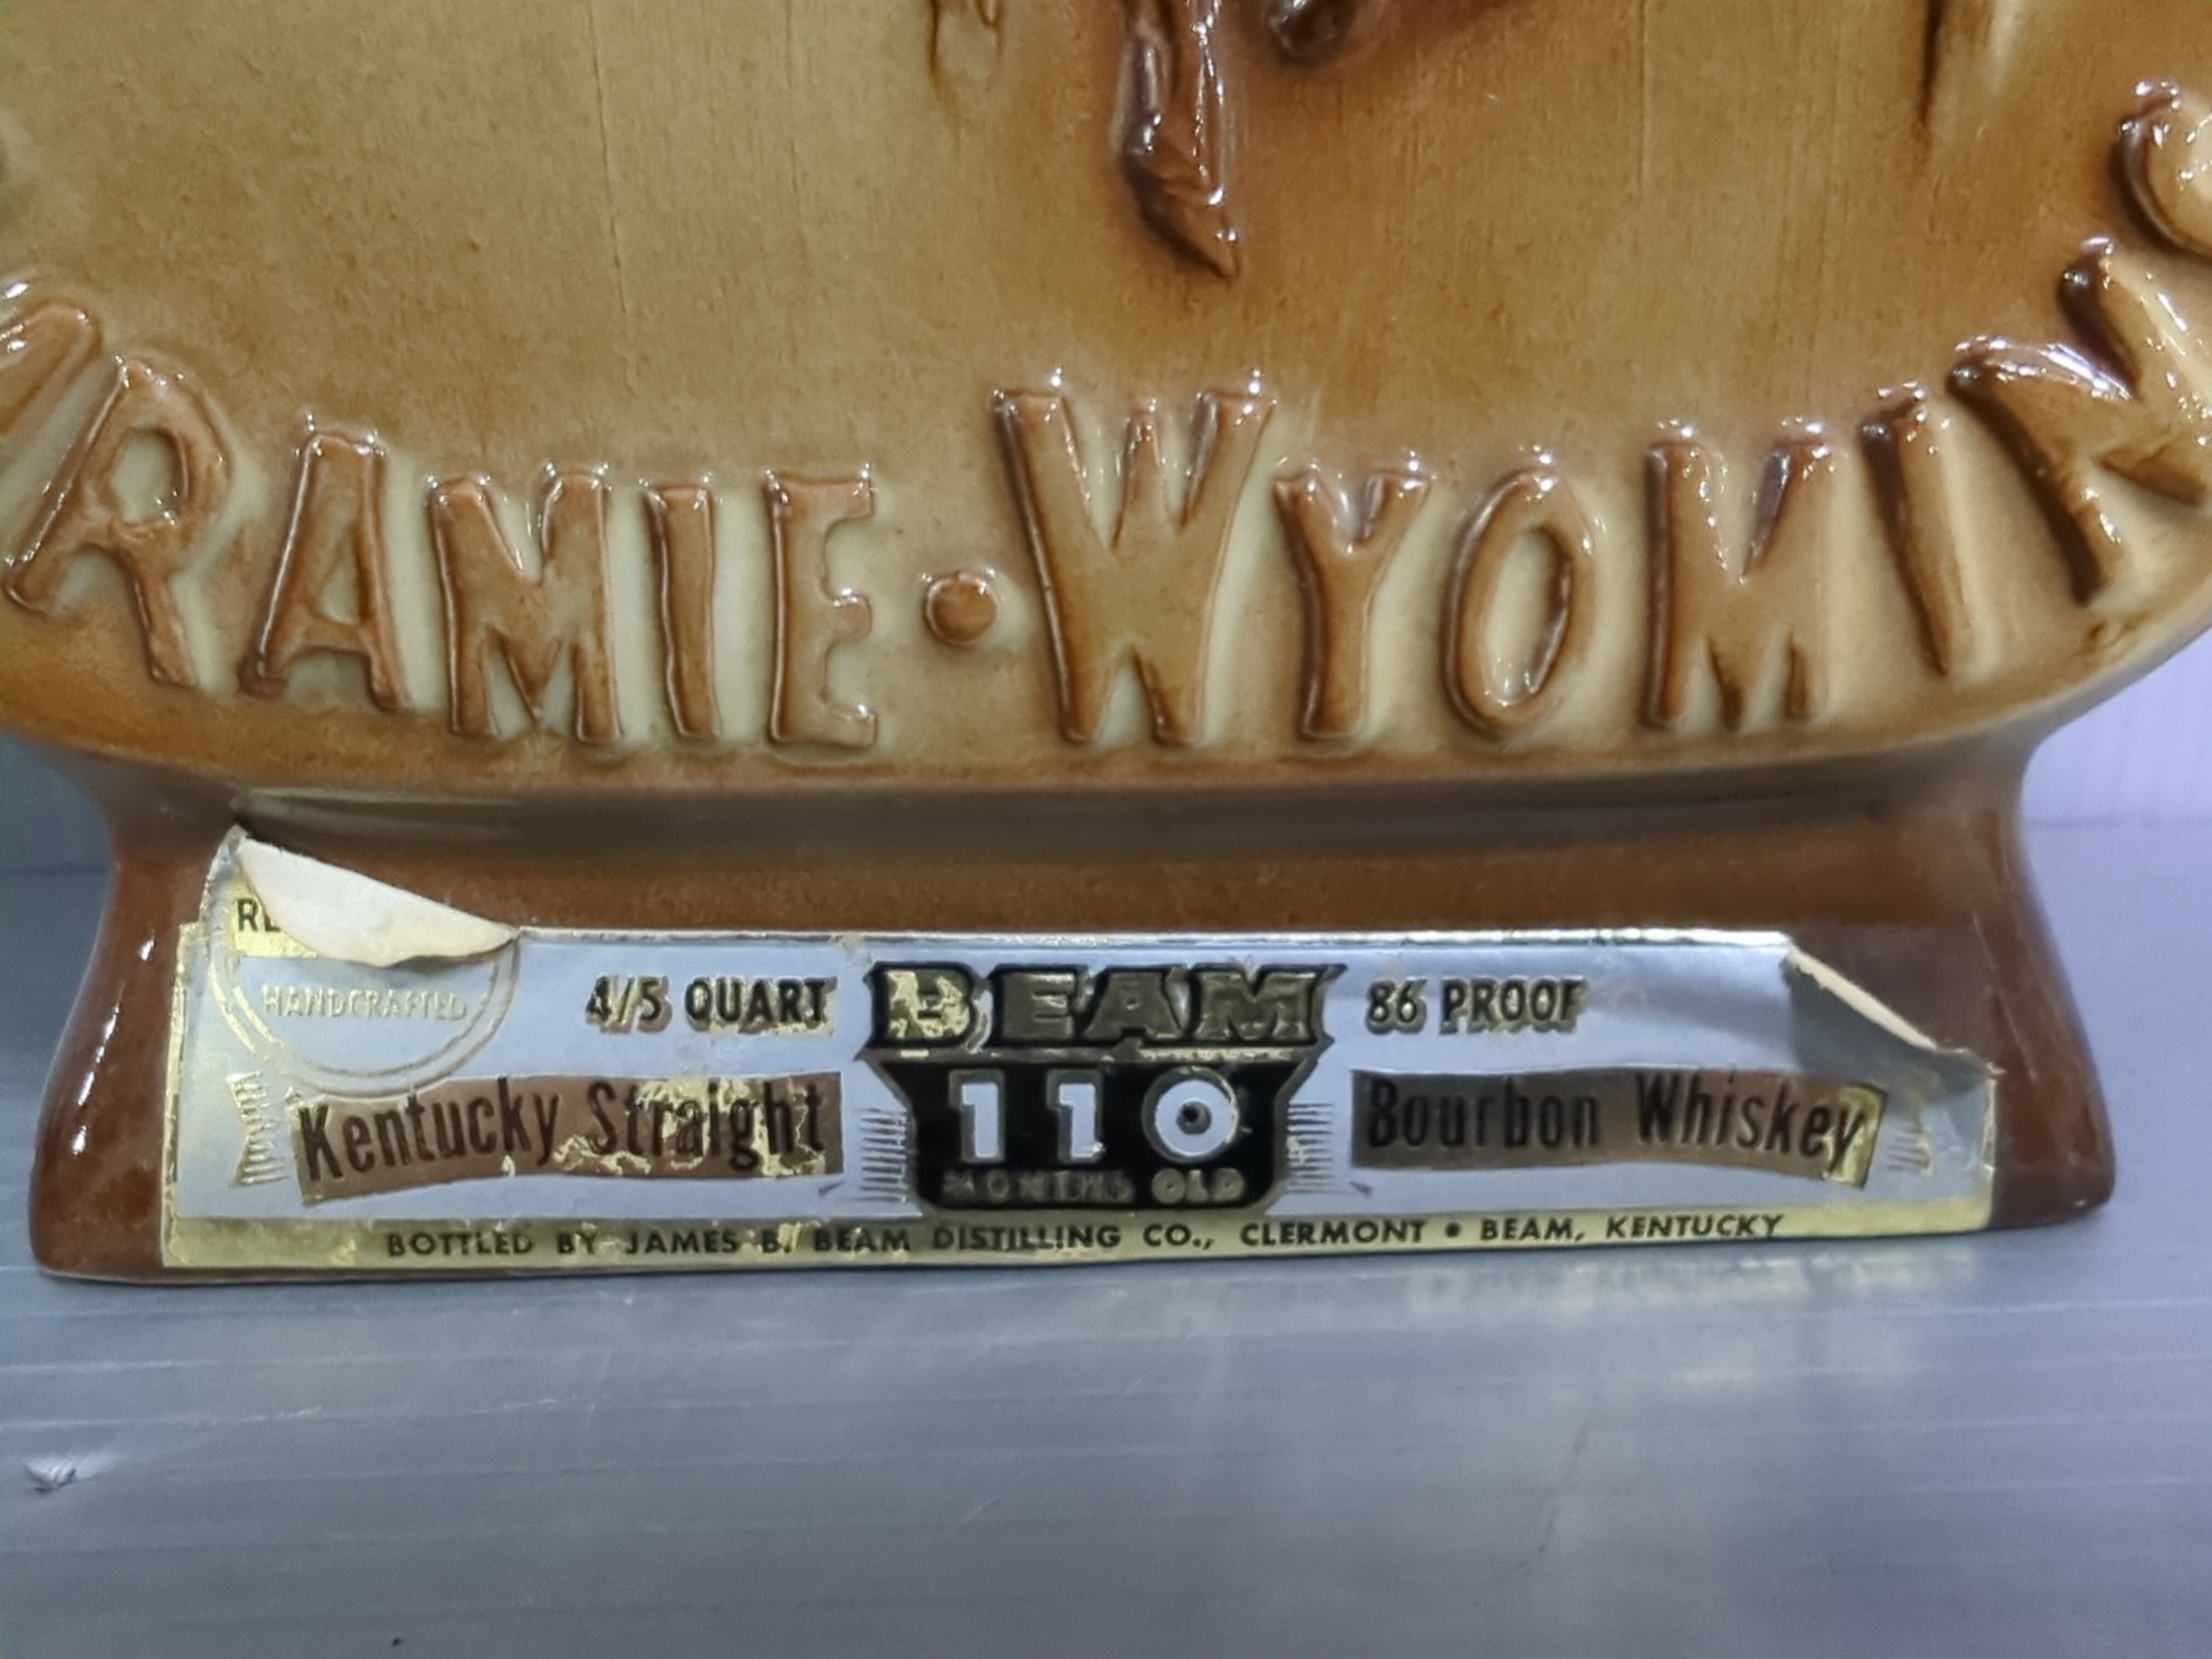 RAMIE • WYOMIN
HANDCRAFTED
4/5 QUART BEAM 86 PROOF
Kentucky Straight 110 Bourbon Whiskey
MONTHS OLD
BOTTLED BY JAMES B. BEAM DISTILLING CO., CLERMONT • BEAM, KENTUCKY